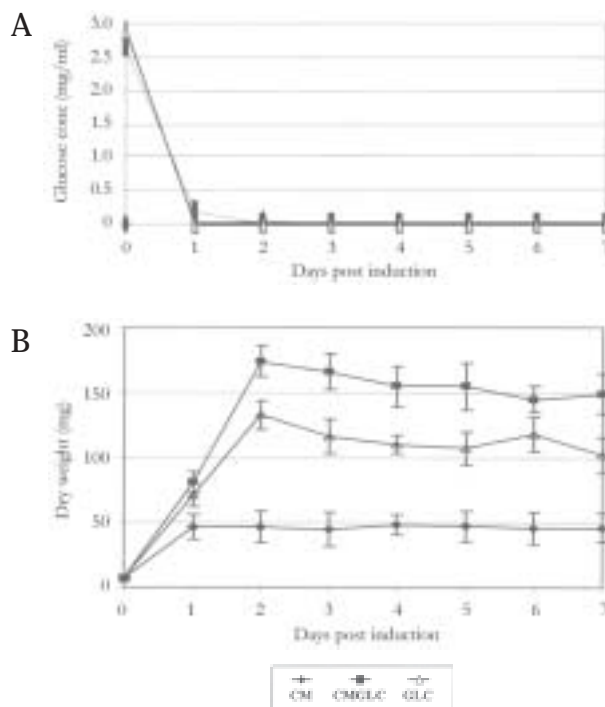 A
Glucose conc (mg/ml)
3.0
2.5
2.0
1.5
1.0
0.5
0
0 1 2 3 4 5 6 7
Days post induction
B
Dry weight (mg)
200
150
100
50
0
0 1 2 3 4 5 6 7
Days post induction
CM CMGLC GLC